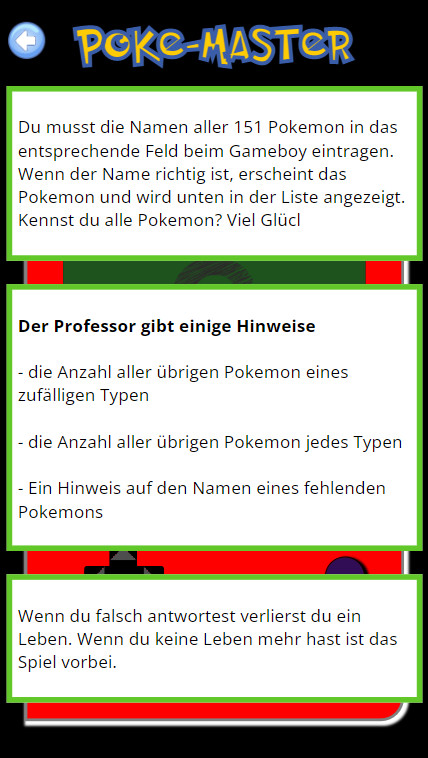 POKE-MASTER
Du musst die Namen aller 151 Pokemon in das
entsprechende Feld beim Gameboy eintragen.
Wenn der Name richtig ist, erscheint das
Pokemon und wird unten in der Liste angezeigt.
Kennst du alle Pokemon? Viel Glücl
Der Professor gibt einige Hinweise
- die Anzahl aller übrigen Pokemon eines
zufälligen Typen
- die Anzahl aller übrigen Pokemon jedes Typen
- Ein Hinweis auf den Namen eines fehlenden
Pokemons
Wenn du falsch antwortest verlierst du ein
Leben. Wenn du keine Leben mehr hast ist das
Spiel vorbei.